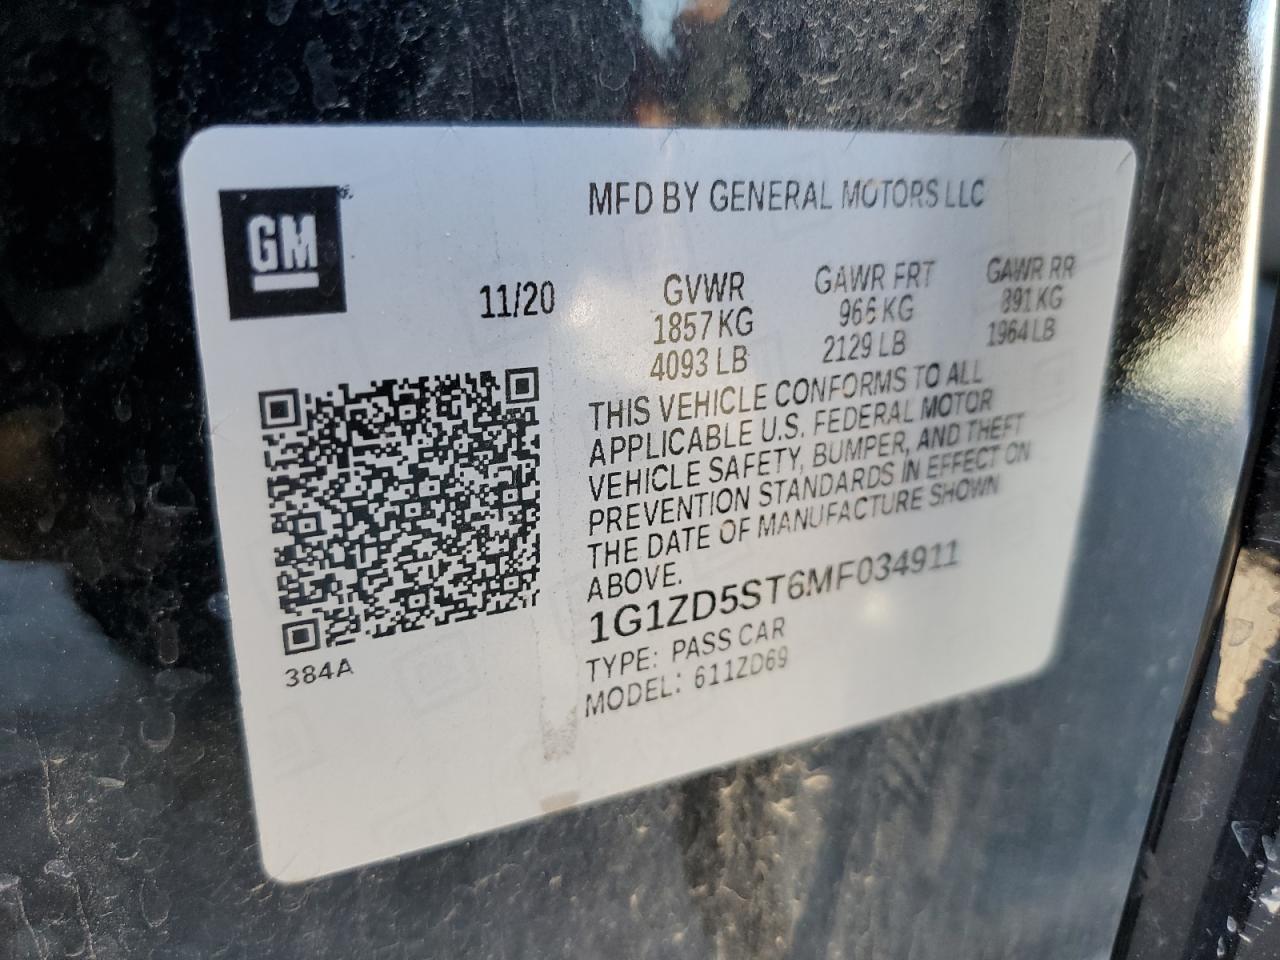 GM
MFD BY GENERAL MOTORS LLC
11/20
GVWR
1857 KG
4093 LB
GAWR FRT
966 KG
2129 LB
GAWR RR
891 KG
1964 LB
THIS VEHICLE CONFORMS TO ALL
APPLICABLE U.S. FEDERAL MOTOR
VEHICLE SAFETY, BUMPER, AND THEFT
PREVENTION STANDARDS IN EFFECT ON
THE DATE OF MANUFACTURE SHOWN
ABOVE.
1G1ZD5ST6MF034911
TYPE: PASS CAR
MODEL: 611ZD69
384A